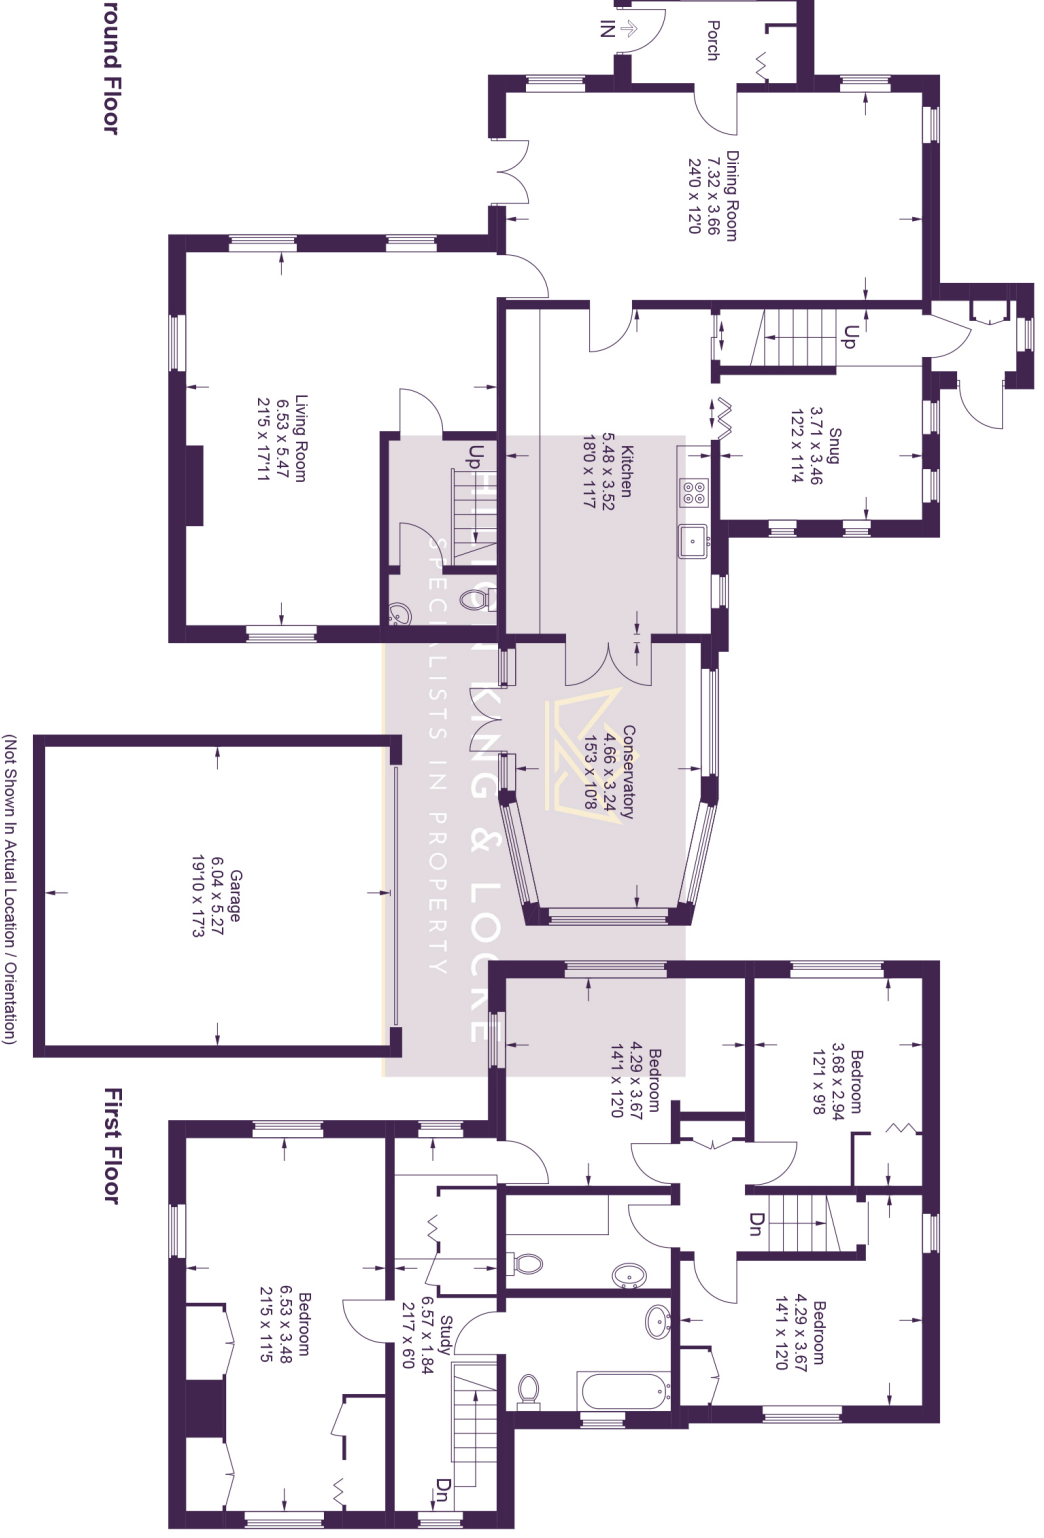 round Floor
IN
Porch
Dining Room
7.32 x 3.66
24'0 x 12'0
Up
Snug
3.71 x 3.46
12'2 x 11'4
Kitchen
5.48 x 3.52
18'0 x 11'7
Living Room
6.53 x 5.47
21'5 x 17'11
Up
Conservatory
4.66 x 3.24
15'3 x 10'8
Garage
6.04 x 5.27
19'10 x 17'3
(Not Shown In Actual Location / Orientation)
HILTON KING & LOCKE
SPECIALISTS IN PROPERTY
First Floor
Bedroom
3.68 x 2.94
12'1 x 9'8
Bedroom
4.29 x 3.67
14'1 x 12'0
Dn
Bedroom
4.29 x 3.67
14'1 x 12'0
Study
6.57 x 1.84
21'7 x 6'0
Dn
Bedroom
6.53 x 3.48
21'5 x 11'5